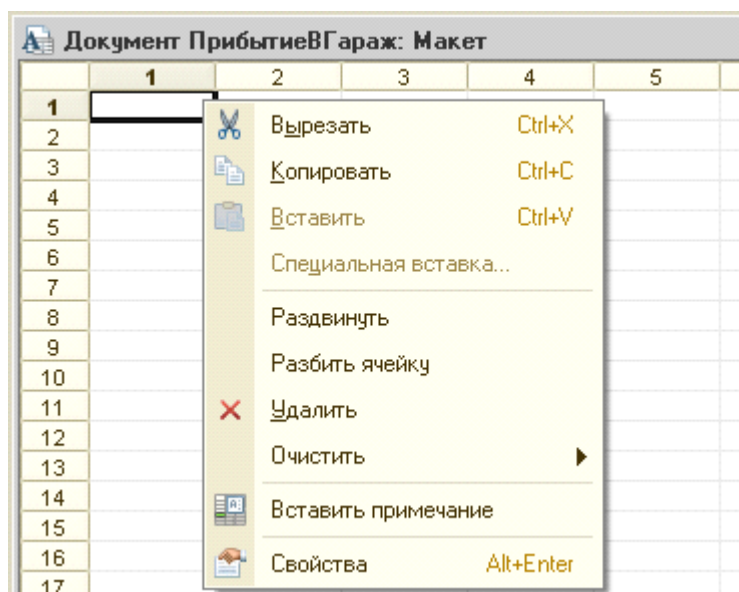 Документ ПрибытиеВГараж: Макет
1 2 3 4 5
1
Вырезать Ctrl+X
2
3
Копировать Ctrl+C
4
Вставить Ctrl+V
5
6
Специальная вставка...
7
8
Раздвинуть
9
Разбить ячейку
10
11
Удалить
12
Очистить
13
14
Вставить примечание
15
16
Свойства Alt+Enter
17